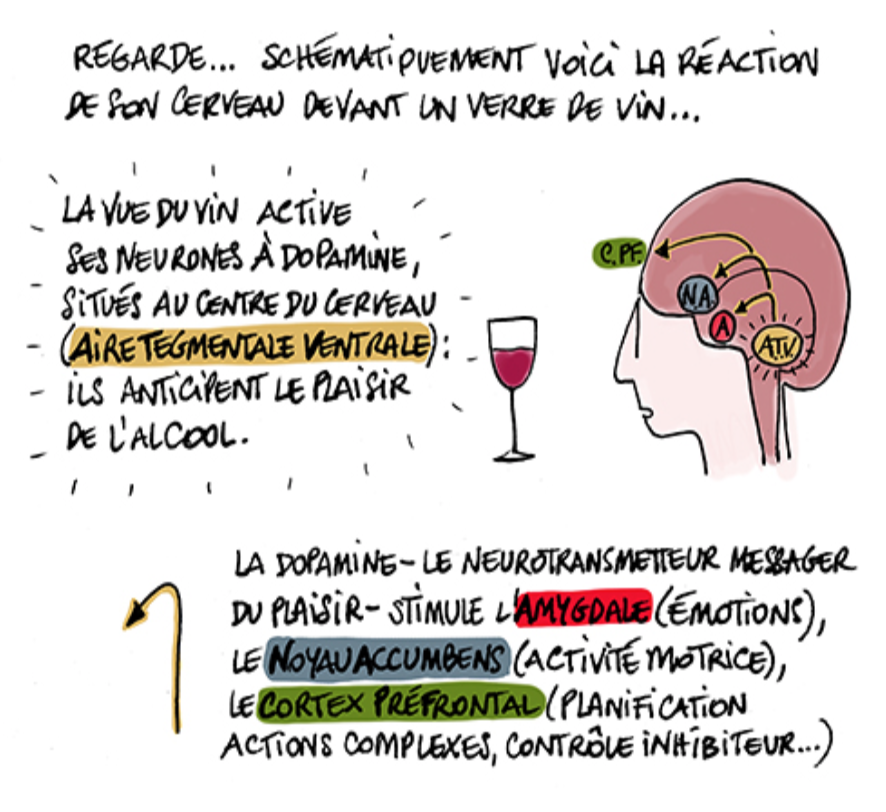 REGARDE... SCHÉMATIQUEMENT VOICI LA RÉACTION
DE SON CERVEAU DEVANT UN VERRE DE VIN...
LA VUE DU VIN ACTIVE
SES NEURONES À DOPAMINE,
SITUÉS AU CENTRE DU CERVEAU
(AIRE TEGMENTALE VENTRALE):
ILS ANTICIPENT LE PLAISIR
DE L'ALCOOL.
C.PF.
N.A.
A
A.T.V.
LA DOPAMINE - LE NEUROTRANSMETTEUR MESSAGER
DU PLAISIR - STIMULE L'AMYGDALE (ÉMOTIONS),
LE NOYAU ACCUMBENS (ACTIVITÉ MOTRICE),
LE CORTEX PRÉFRONTAL (PLANIFICATION
ACTIONS COMPLEXES, CONTRÔLE INHIBITEUR...)